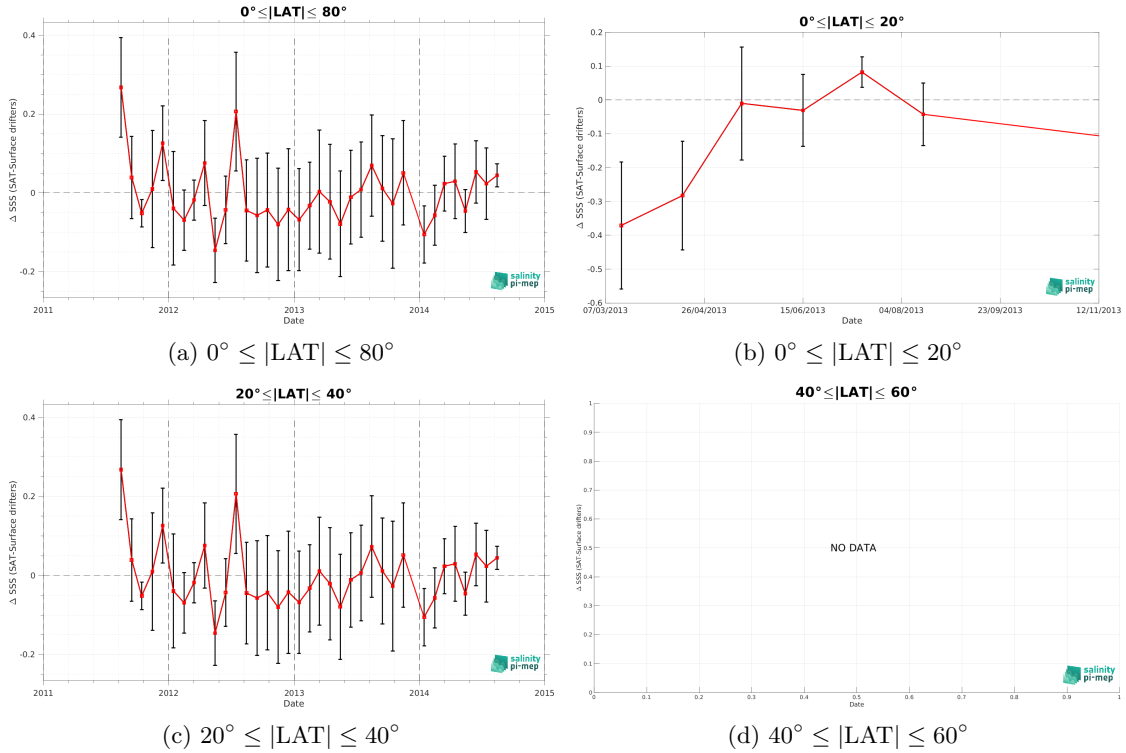 0°≤|LAT|≤ 80°
Δ SSS (SAT-Surface drifters)
0.4
0.2
0
-0.2
2011
2012
2013
2014
2015
Date
salinity
pi-mep
(a) 0° ≤ |LAT| ≤ 80°
0°≤|LAT|≤ 20°
Δ SSS (SAT-Surface drifters)
0.2
0.1
0
-0.1
-0.2
-0.3
-0.4
-0.5
-0.6
07/03/2013
26/04/2013
15/06/2013
04/08/2013
23/09/2013
12/11/2013
Date
salinity
pi-mep
(b) 0° ≤ |LAT| ≤ 20°
20°≤|LAT|≤ 40°
Δ SSS (SAT-Surface drifters)
0.4
0.2
0
-0.2
2011
2012
2013
2014
2015
Date
salinity
pi-mep
(c) 20° ≤ |LAT| ≤ 40°
40°≤|LAT|≤ 60°
Δ SSS (SAT-Surface drifters)
1
0.9
0.8
0.7
0.6
0.5
0.4
0.3
0.2
0.1
0
NO DATA
0
0.1
0.2
0.3
0.4
0.5
0.6
0.7
0.8
0.9
1
Date
salinity
pi-mep
(d) 40° ≤ |LAT| ≤ 60°